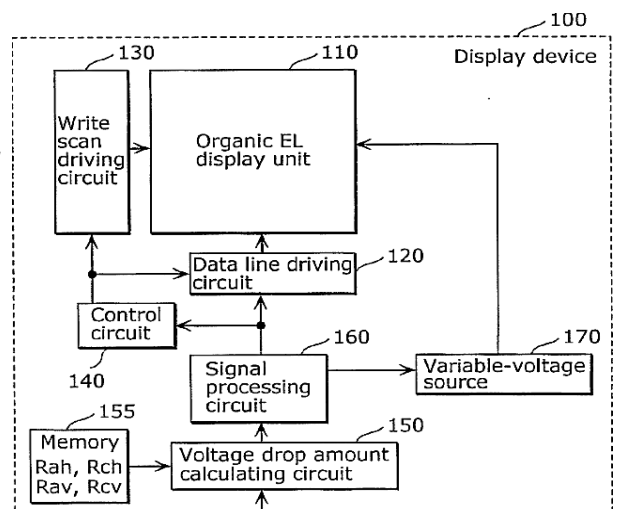 100
130
110
Display device
Write
scan
driving
circuit
Organic EL
display unit
Data line driving
circuit
120
Control
circuit
140
160
170
Signal
processing
circuit
Variable-voltage
source
155
150
Memory
Rah, Rch
Rav, Rcv
Voltage drop amount
calculating circuit